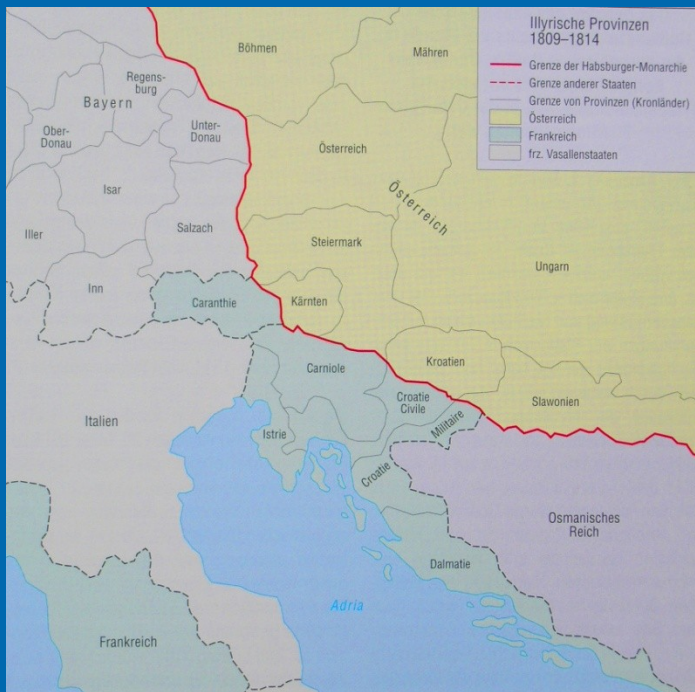 Illyrische Provinzen
1809–1814
Grenze der Habsburger-Monarchie
Grenze anderer Staaten
Grenze von Provinzen (Kronländer)
Österreich
Frankreich
frz. Vasallenstaaten
Böhmen
Mähren
Regens-
burg
Bayern
Ober-
Donau
Unter-
Donau
Österreich
Isar
Österreich
Salzach
Iller
Steiermark
Ungarn
Inn
Caranthie
Kärnten
Kroatien
Carniole
Croatie
Civile
Slawonien
Italien
Istrie
Militaire
Croatie
Osmanisches
Reich
Dalmatie
Adria
Frankreich